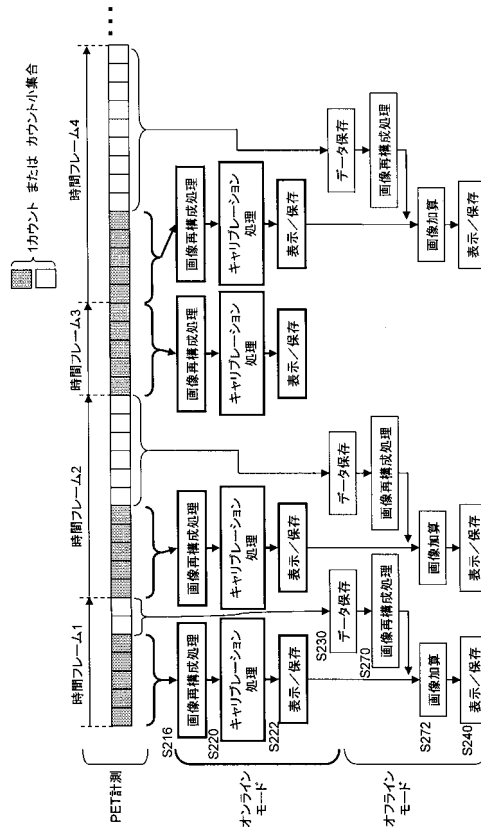 1カウント または カウント小集合
時間フレーム1
時間フレーム2
時間フレーム3
時間フレーム4
PET計測
オンライン
モード
S216
画像再構成処理
画像再構成処理
画像再構成処理
画像再構成処理
S220
キャリブレーション
処理
キャリブレーション
処理
キャリブレーション
処理
キャリブレーション
処理
S222
表示/保存
表示/保存
表示/保存
表示/保存
オフライン
モード
S230
データ保存
データ保存
データ保存
S270
画像再構成処理
画像再構成処理
画像再構成処理
S272
画像加算
画像加算
画像加算
S240
表示/保存
表示/保存
表示/保存